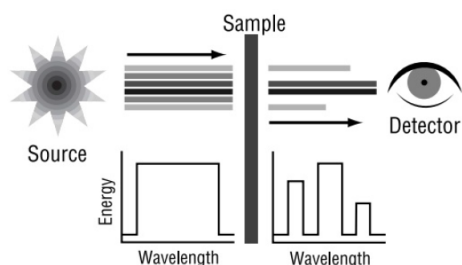 Sample
Source
Detector
Energy
Wavelength
Wavelength